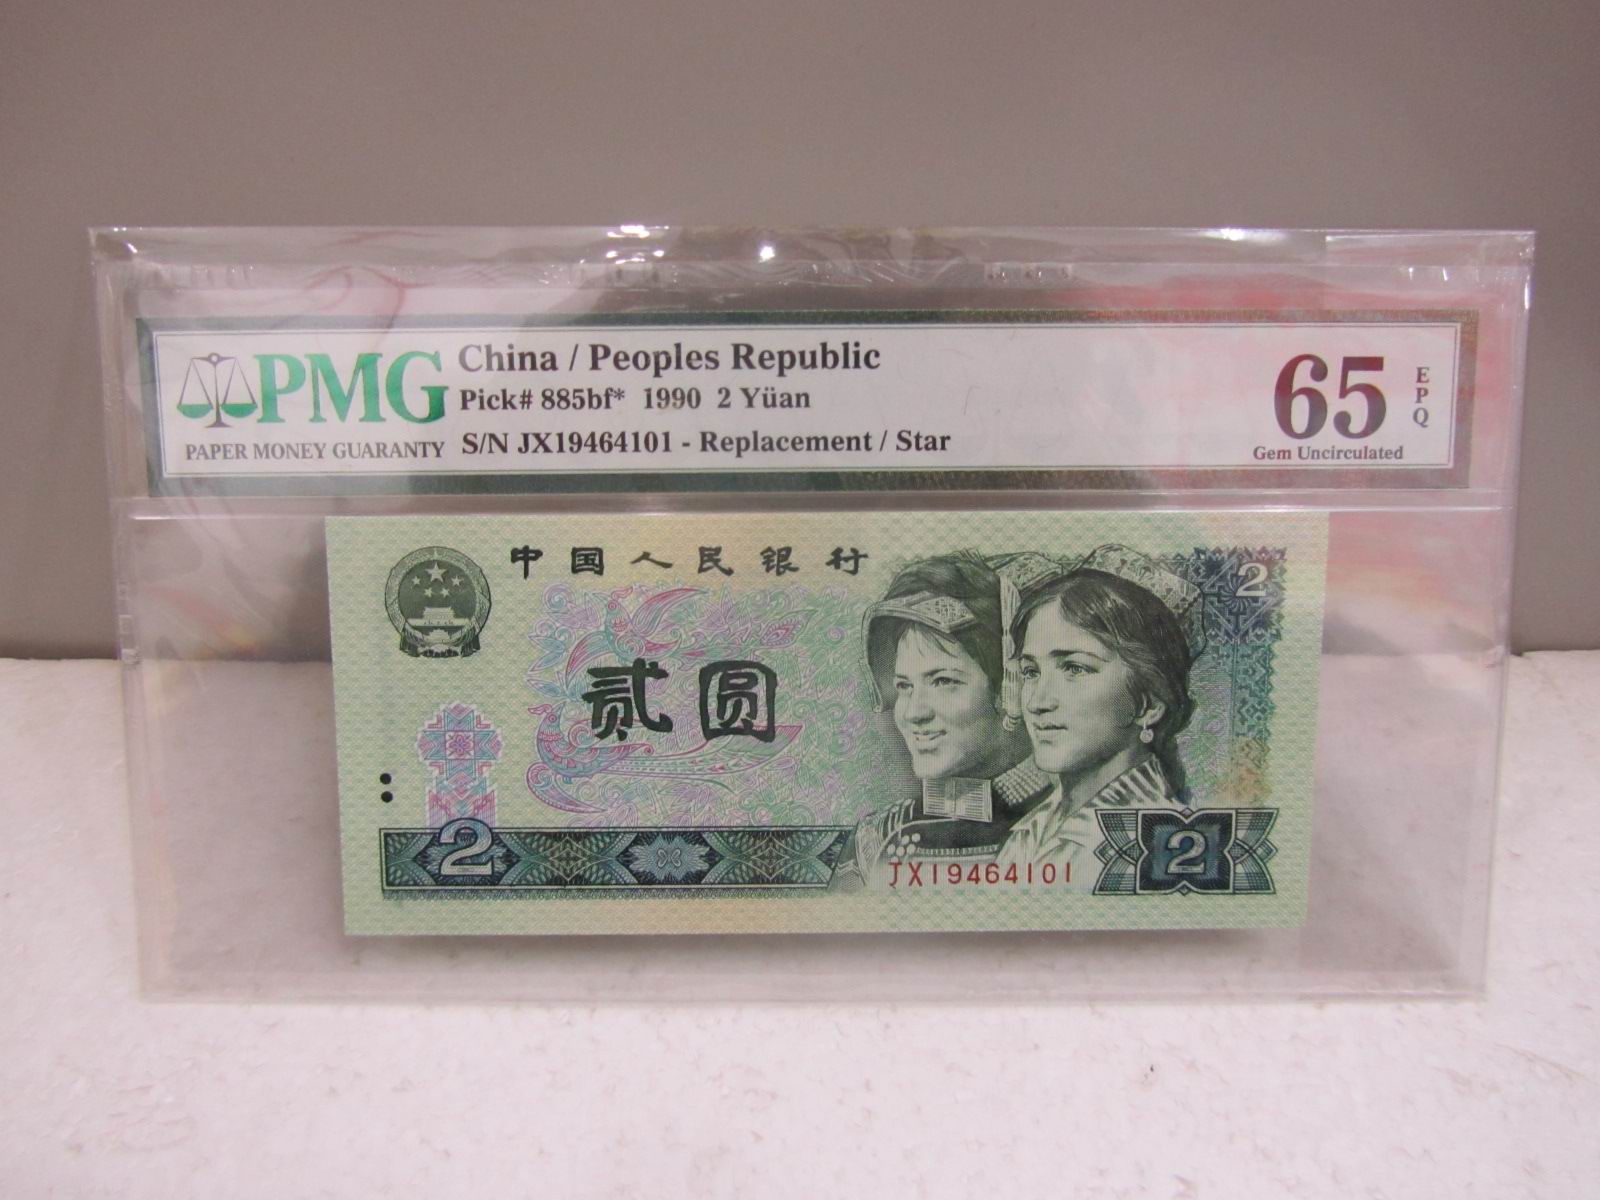 PMG
PAPER MONEY GUARANTY
China / Peoples Republic
Pick# 885bf* 1990 2 Yüan
S/N JX19464101 - Replacement / Star
65
EPQ
Gem Uncirculated
中国人民银行
2
贰圆
2
JX19464101
2